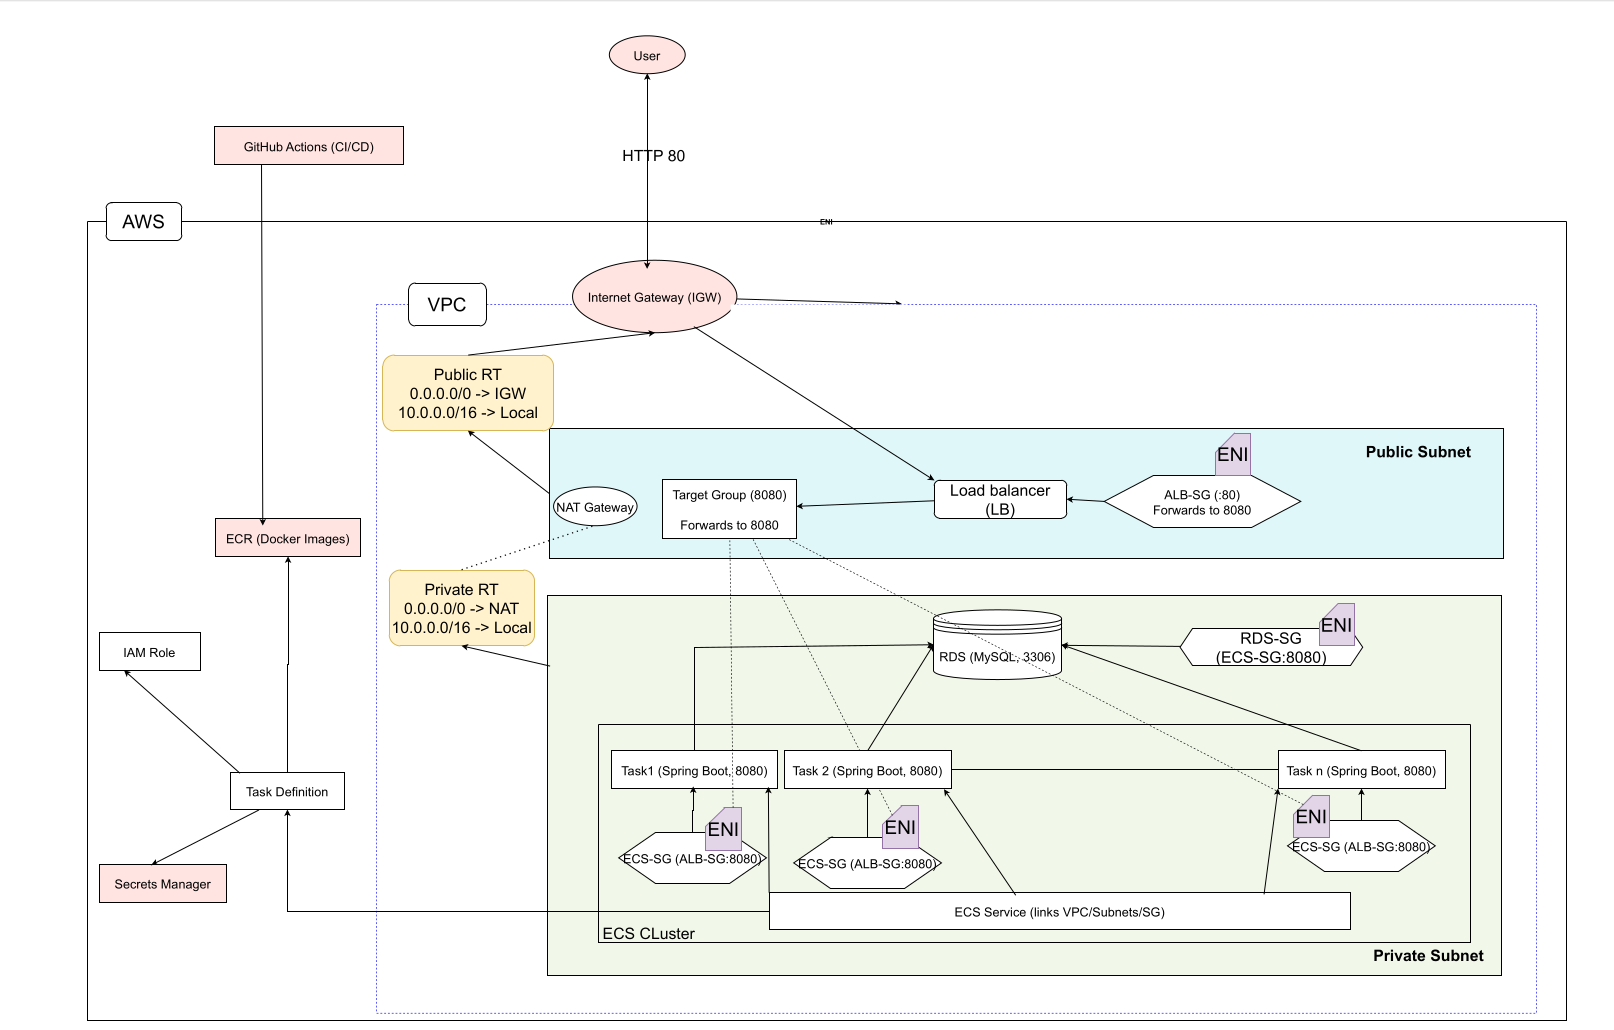 User
HTTP 80
GitHub Actions (CI/CD)
AWS
ENI
VPC
Internet Gateway (IGW)
Public RT
0.0.0.0/0 -> IGW
10.0.0.0/16 -> Local
Public Subnet
ENI
NAT Gateway
Target Group (8080)
Forwards to 8080
Load balancer
(LB)
ALB-SG (:80)
Forwards to 8080
ECR (Docker Images)
Private RT
0.0.0.0/0 -> NAT
10.0.0.0/16 -> Local
IAM Role
RDS (MySQL, 3306)
ENI
RDS-SG
(ECS-SG:8080)
Task1 (Spring Boot, 8080)
Task 2 (Spring Boot, 8080)
Task n (Spring Boot, 8080)
Task Definition
ENI
ECS-SG (ALB-SG:8080)
ENI
ECS-SG (ALB-SG:8080)
ENI
ECS-SG (ALB-SG:8080)
Secrets Manager
ECS Service (links VPC/Subnets/SG)
ECS CLuster
Private Subnet